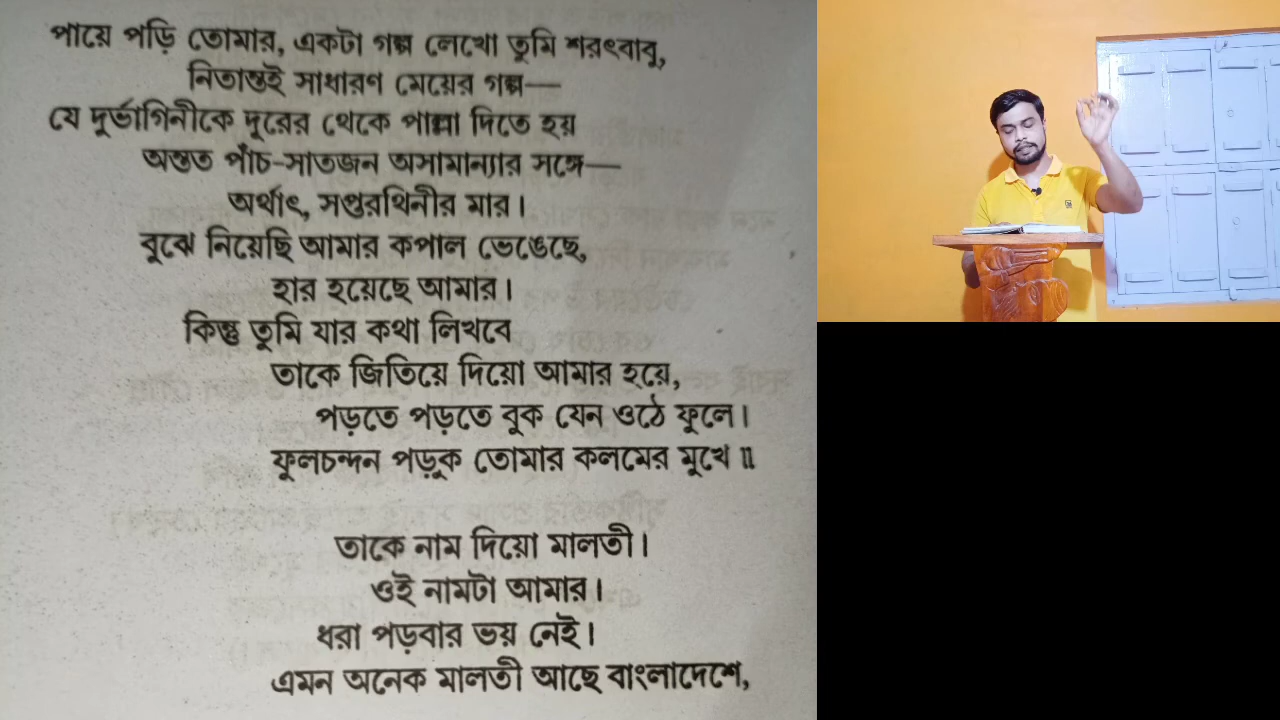 পায়ে পড়ি তোমার, একটা গল্প লেখো তুমি শরৎবাবু,
নিতান্তই সাধারণ মেয়ের গল্প—
যে দুর্ভাগিনীকে দূরের থেকে পাল্লা দিতে হয়
অন্তত পাঁচ-সাতজন অসামান্যার সঙ্গে—
অর্থাৎ, সপ্তরথিনীর মার।
বুঝে নিয়েছি আমার কপাল ভেঙেছে,
হার হয়েছে আমার।
কিন্তু তুমি যার কথা লিখবে
তাকে জিতিয়ে দিয়ো আমার হয়ে,
পড়তে পড়তে বুক যেন ওঠে ফুলে।
ফুলচন্দন পড়ুক তোমার কলমের মুখে॥
তাকে নাম দিয়ো মালতী।
ওই নামটা আমার।
ধরা পড়বার ভয় নেই।
এমন অনেক মালতী আছে বাংলাদেশে,